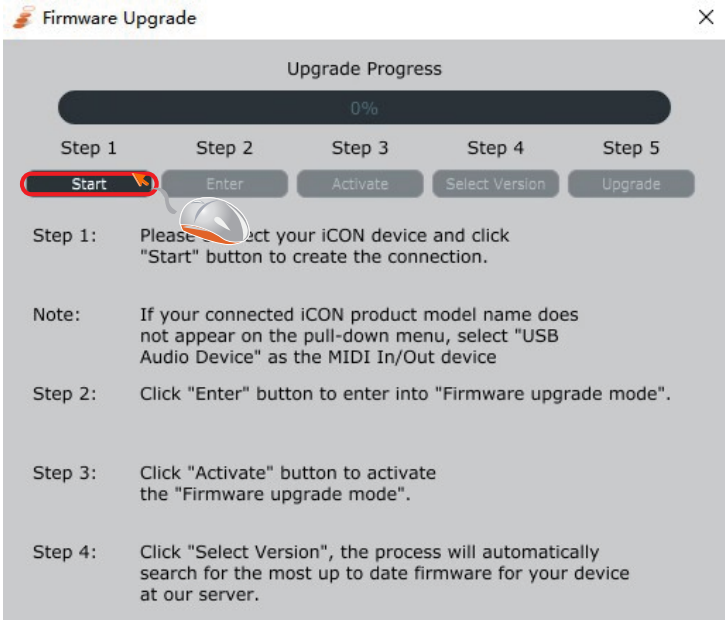 Firmware Upgrade
Upgrade Progress
0%
Step 1 Step 2 Step 3 Step 4 Step 5
Start Enter Activate Select Version Upgrade
Step 1: Please ect your iCON device and click
"Start" button to create the connection.
Note: If your connected iCON product model name does
not appear on the pull-down menu, select "USB
Audio Device" as the MIDI In/Out device
Step 2: Click "Enter" button to enter into "Firmware upgrade mode".
Step 3: Click "Activate" button to activate
the "Firmware upgrade mode".
Step 4: Click "Select Version", the process will automatically
search for the most up to date firmware for your device
at our server.